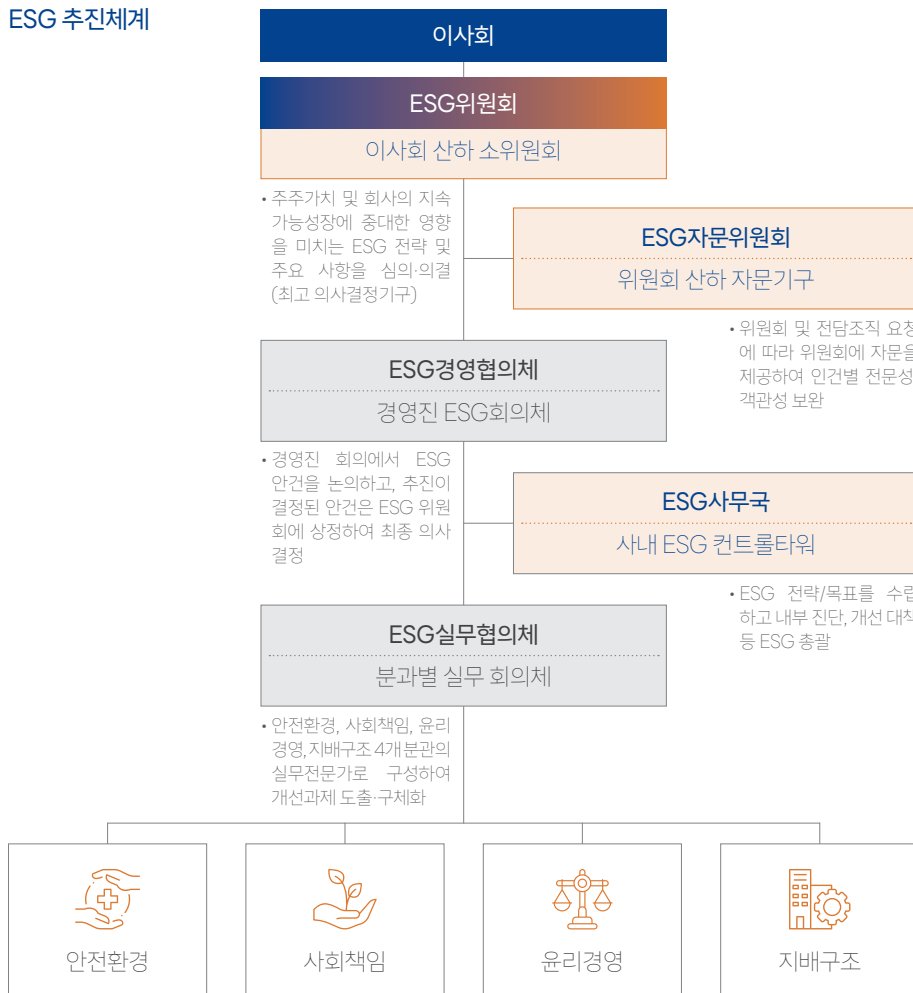 ESG 추진체계
이사회
ESG위원회
이사회 산하 소위원회
• 주주가치 및 회사의 지속
가능성장에 중대한 영향
을 미치는 ESG 전략 및
주요 사항을 심의·의결
(최고 의사결정기구)
ESG자문위원회
위원회 산하 자문기구
• 위원회 및 전담조직 요청
에 따라 위원회에 자문을
제공하여 인건별 전문성
객관성 보완
ESG경영협의체
경영진 ESG회의체
• 경영진 회의에서 ESG
안건을 논의하고, 추진이
결정된 안건은 ESG 위원
회에 상정하여 최종 의사
결정
ESG사무국
사내 ESG 컨트롤타워
• ESG 전략/목표를 수립
하고 내부 진단, 개선 대책
등 ESG 총괄
ESG실무협의체
분과별 실무 회의체
• 안전환경, 사회책임, 윤리
경영, 지배구조 4개 분관의
실무전문가로 구성하여
개선과제 도출·구체화
안전환경
사회책임
윤리경영
지배구조